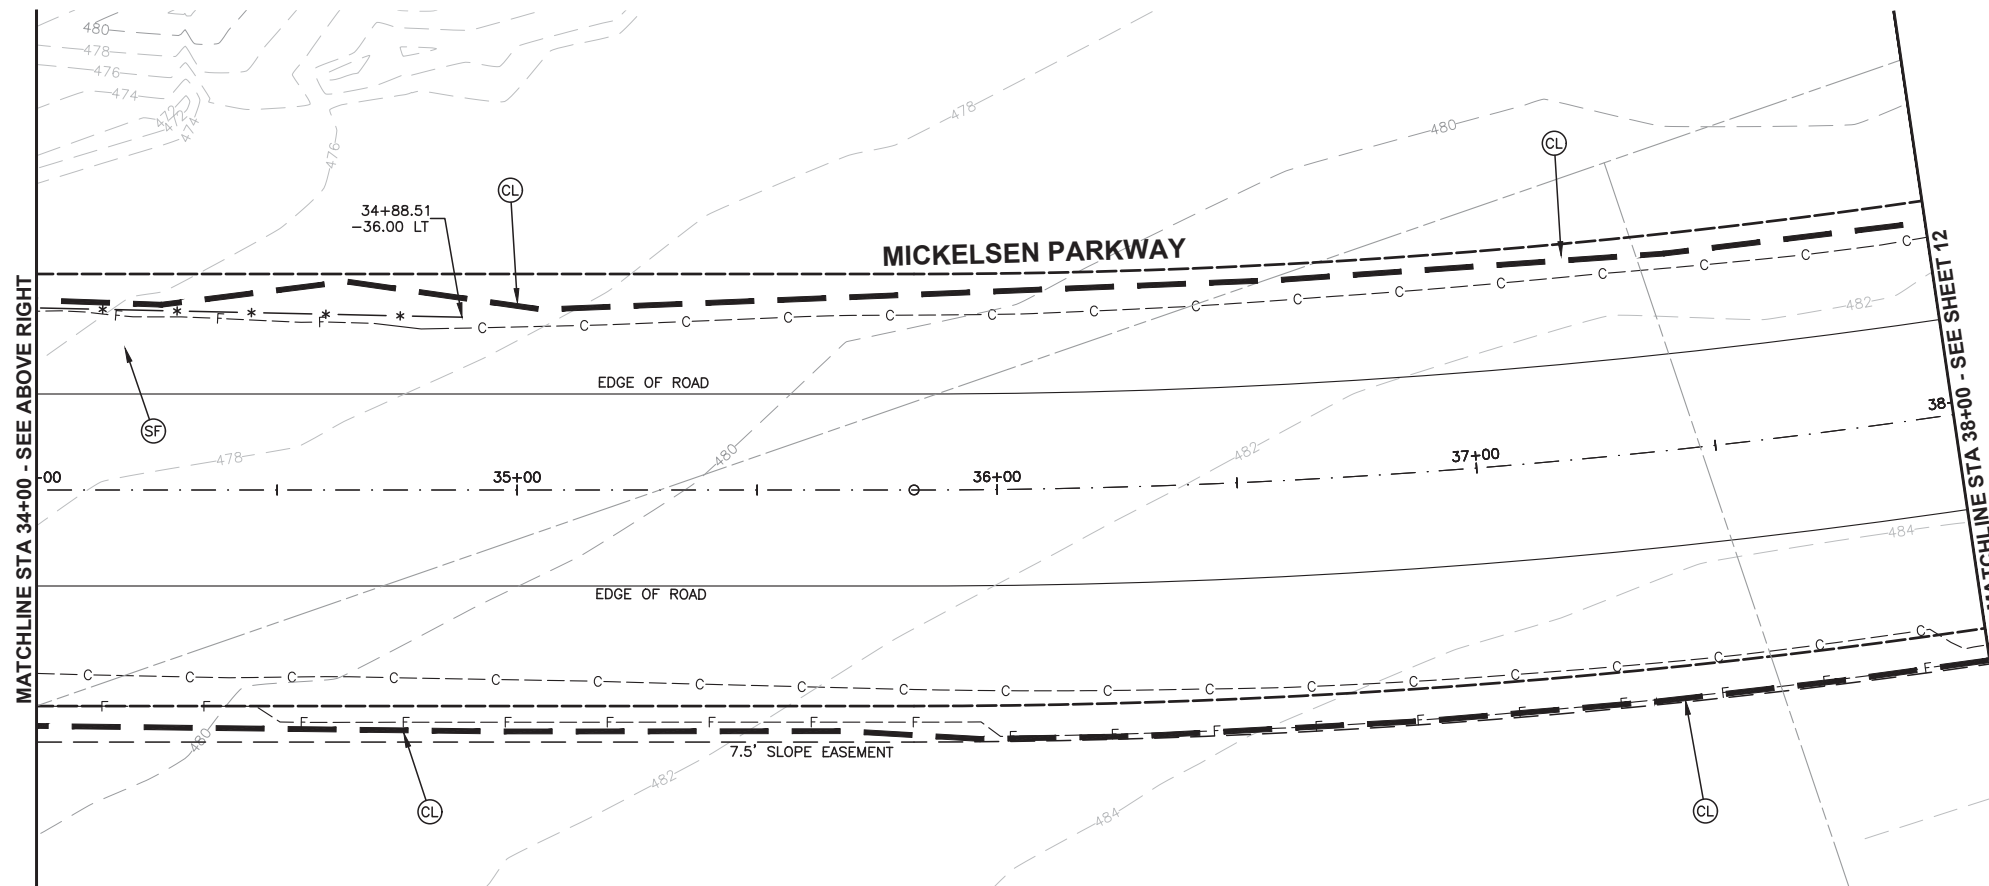 480
478
476
474
472
472
474
476
478
480
CL
CL
34+88.51
-36.00 LT
MICKELSEN PARKWAY
MATCHLINE STA 34+00 - SEE ABOVE RIGHT
MATCHLINE STA 38+00 - SEE SHEET 12
* * * * *
F F F C C C C C C C C C C C C C C C
482
EDGE OF ROAD
SF
38-
478
480
482
37+00
-00
35+00
36+00
484
EDGE OF ROAD
C C C C C C C C C C C C C C C C C C C
F F F F F F F F F F F F F F F F F F F
480
7.5' SLOPE EASEMENT
482
484
CL
CL